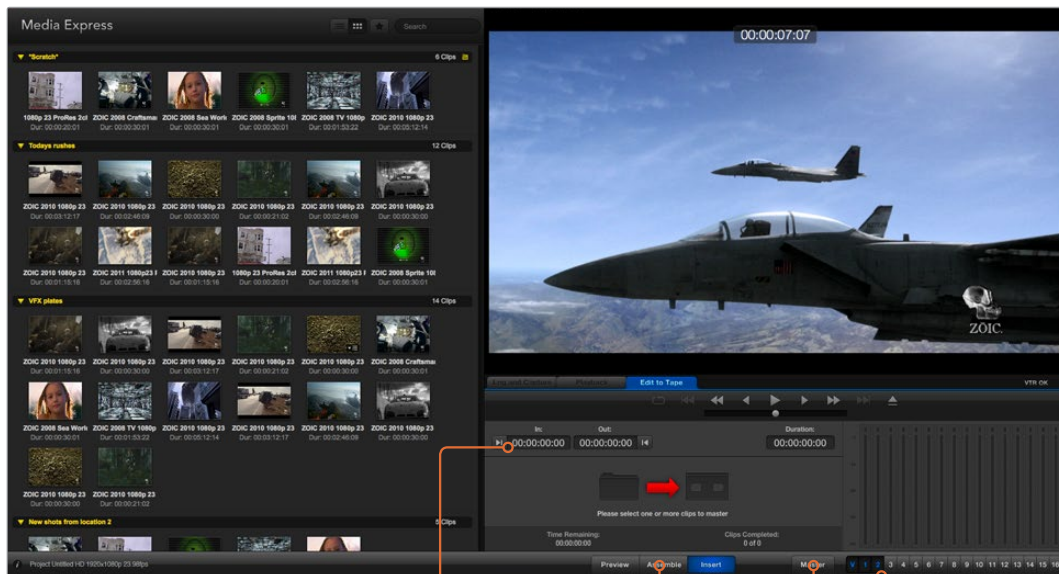 Media Express
Search
"Scratch" 6 Clips
1080p 23 ProRes 2cl ZOIC 2008 Craftsma ZOIC 2008 Sea Work ZOIC 2008 Sprite 10 ZOIC 2008 TV 1080p ZOIC 2010 1080p 23
Dur: 00:00:20:01 Dur: 00:00:30:01 Dur: 00:00:30:01 Dur: 00:00:30:01 Dur: 00:01:53:22 Dur: 00:05:12:14
Todays rushes 12 Clips
ZOIC 2010 1080p 23 ZOIC 2010 1080p 23 ZOIC 2010 1080p 23 ZOIC 2010 1080p 23 ZOIC 2010 1080p 23 ZOIC 2010 1080p 23
Dur: 00:03:12:17 Dur: 00:02:46:09 Dur: 00:00:30:00 Dur: 00:00:21:02 Dur: 00:02:46:09 Dur: 00:00:30:00
ZOIC 2010 1080p 23 ZOIC 2011 1080p23 ZOIC 2010 1080p 23 1080p 23 ProRes 2cl ZOIC 2011 1080p23 ZOIC 2008 Sprite 10
Dur: 00:01:15:16 Dur: 00:02:56:16 Dur: 00:01:15:16 Dur: 00:00:20:01 Dur: 00:02:56:16 Dur: 00:00:30:01
VFX plates 14 Clips
ZOIC 2010 1080p 23 ZOIC 2010 1080p 23 ZOIC 2010 1080p 23 ZOIC 2010 1080p 23 ZOIC 2010 1080p 23 ZOIC 2008 Craftsma
Dur: 00:01:15:16 Dur: 00:00:30:00 Dur: 00:03:12:17 Dur: 00:00:21:02 Dur: 00:00:30:00 Dur: 00:00:30:01
ZOIC 2008 Sea Work ZOIC 2008 TV 1080p ZOIC 2010 1080p 23 ZOIC 2010 1080p 23 ZOIC 2010 1080p 23 ZOIC 2010 1080p 23
Dur: 00:00:30:01 Dur: 00:01:53:22 Dur: 00:05:12:14 Dur: 00:03:12:17 Dur: 00:02:46:09 Dur: 00:00:30:00
ZOIC 2010 1080p 23 ZOIC 2010 1080p 23
Dur: 00:00:30:00 Dur: 00:00:21:02
New shots from location 2 5 Clips
Project Untitled HD 1920x1080p 23.98fps
00:00:07:07
ZOIC.
Log and Capture Playback Edit to Tape VTR OK
In: Out: Duration:
00:00:00:00 00:00:00:00 00:00:00:00
Please select one or more clips to master
Time Remaining: Clips Completed:
00:00:00:00 0 of 0
Preview Assemble Insert Master V 1 2 3 4 5 6 7 8 9 10 11 12 13 14 15 16